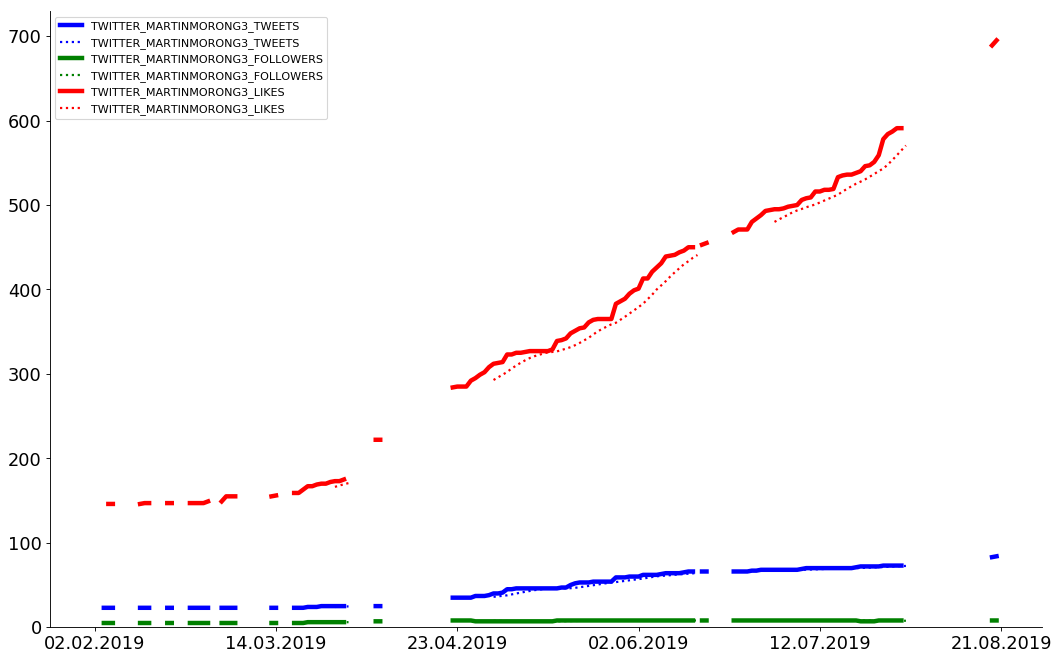 TWITTER_MARTINMORONG3_TWEETS
TWITTER_MARTINMORONG3_TWEETS
TWITTER_MARTINMORONG3_FOLLOWERS
TWITTER_MARTINMORONG3_FOLLOWERS
TWITTER_MARTINMORONG3_LIKES
TWITTER_MARTINMORONG3_LIKES
700
600
500
400
300
200
100
0
02.02.2019 14.03.2019 23.04.2019 02.06.2019 12.07.2019 21.08.2019